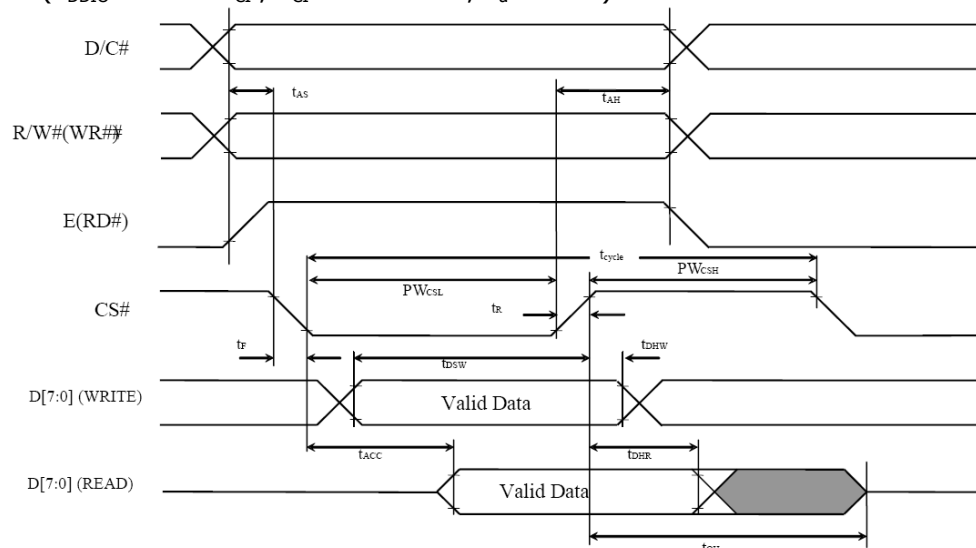 D/C#
tAS
tAH
R/W#(WR##)
E(RD#)
tcycle
PWCSL
PWCSH
CS#
tR
tF
tDSW
tDHW
D[7:0] (WRITE)
Valid Data
tACC
tDHR
D[7:0] (READ)
Valid Data